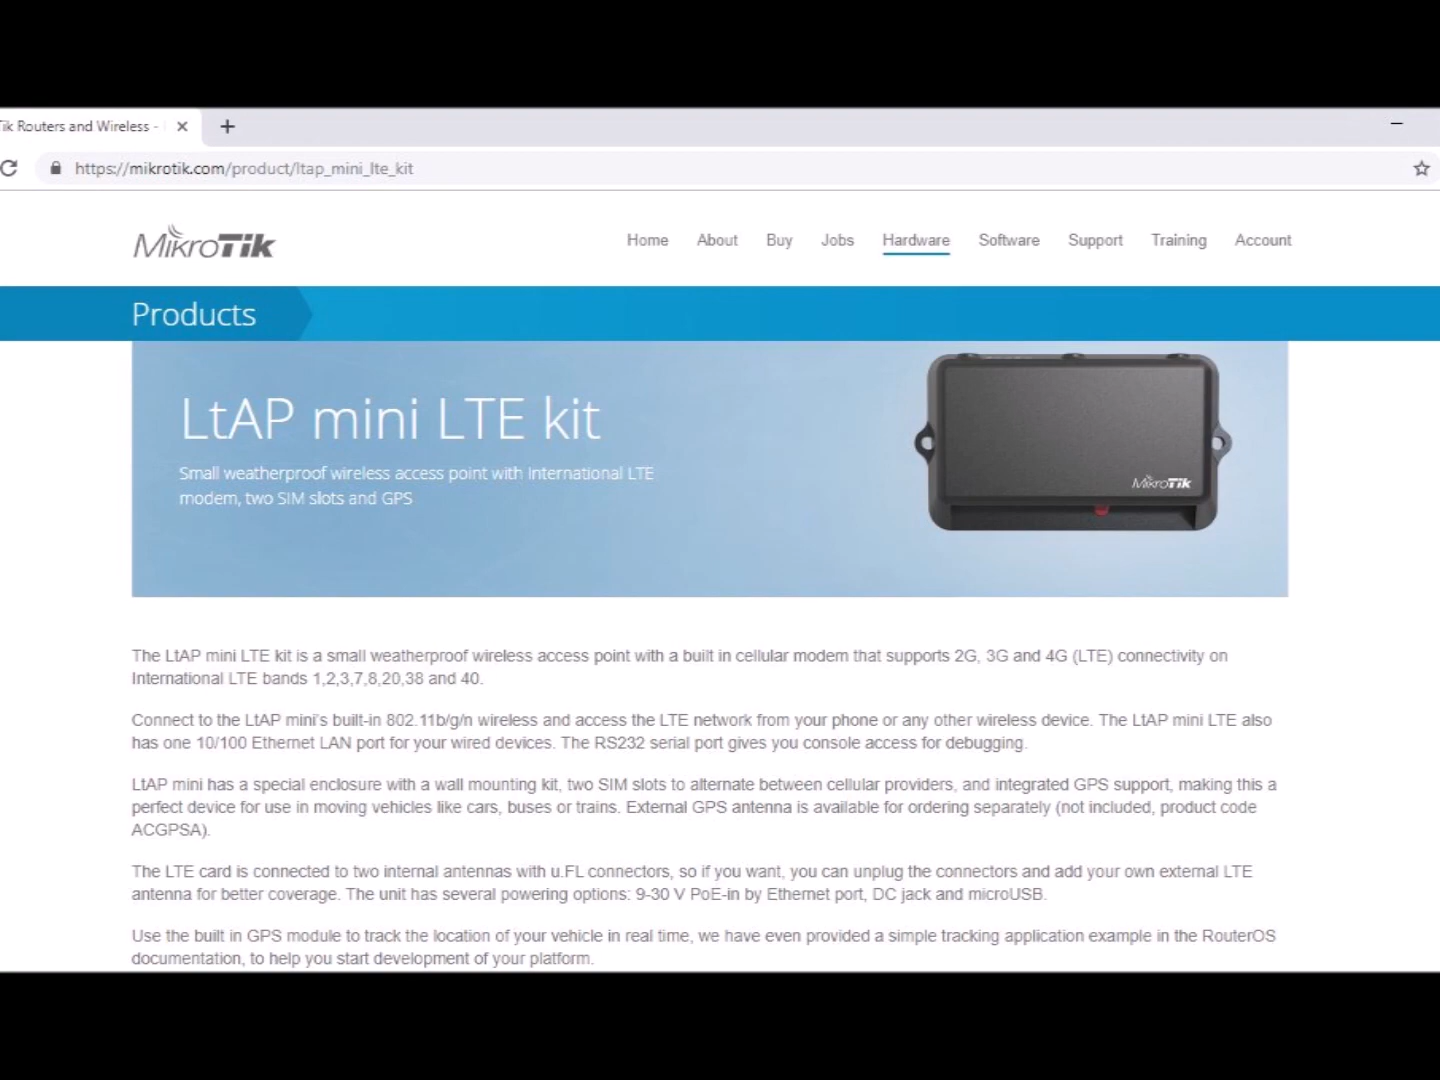 Tik Routers and Wireless -
https://mikrotik.com/product/ltap_mini_lte_kit
MikroTik
Home About Buy Jobs Hardware Software Support Training Account
Products
LtAP mini LTE kit
Small weatherproof wireless access point with International LTE
modem, two SIM slots and GPS
MikroTik
The LtAP mini LTE kit is a small weatherproof wireless access point with a built in cellular modem that supports 2G, 3G and 4G (LTE) connectivity on
International LTE bands 1,2,3,7,8,20,38 and 40.
Connect to the LtAP mini's built-in 802.11b/g/n wireless and access the LTE network from your phone or any other wireless device. The LtAP mini LTE also
has one 10/100 Ethernet LAN port for your wired devices. The RS232 serial port gives you console access for debugging.
LtAP mini has a special enclosure with a wall mounting kit, two SIM slots to alternate between cellular providers, and integrated GPS support, making this a
perfect device for use in moving vehicles like cars, buses or trains. External GPS antenna is available for ordering separately (not included, product code
ACGPSA).
The LTE card is connected to two internal antennas with u.FL connectors, so if you want, you can unplug the connectors and add your own external LTE
antenna for better coverage. The unit has several powering options: 9-30 V PoE-in by Ethernet port, DC jack and microUSB.
Use the built in GPS module to track the location of your vehicle in real time, we have even provided a simple tracking application example in the RouterOS
documentation, to help you start development of your platform.